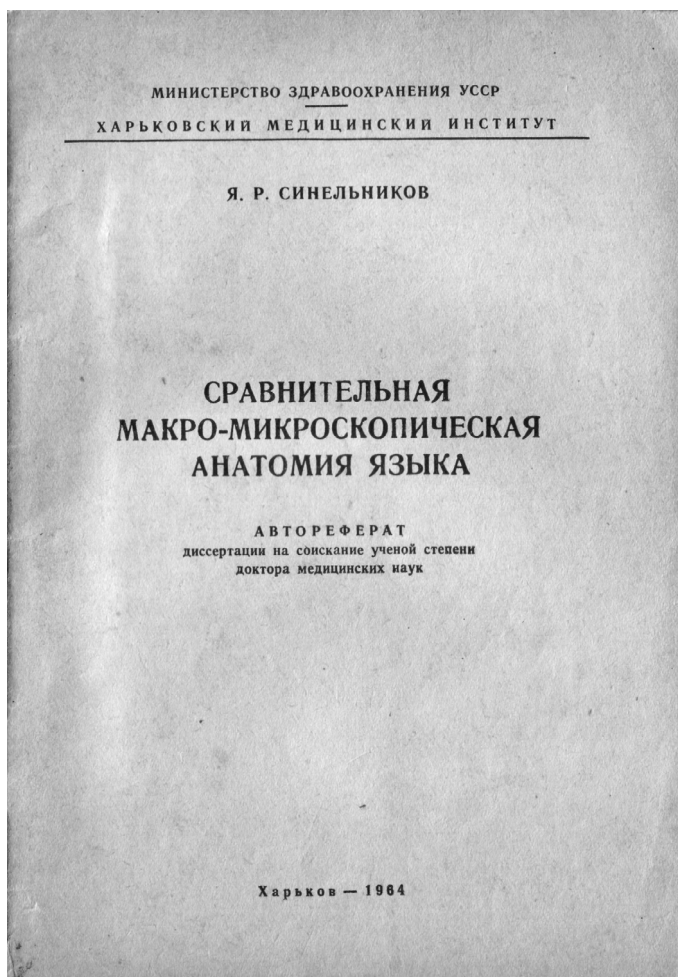 МИНИСТЕРСТВО ЗДРАВООХРАНЕНИЯ УССР
ХАРЬКОВСКИЙ МЕДИЦИНСКИЙ ИНСТИТУТ
Я. Р. СИНЕЛЬНИКОВ
СРАВНИТЕЛЬНАЯ
МАКРО-МИКРОСКОПИЧЕСКАЯ
АНАТОМИЯ ЯЗЫКА
АВТОРЕФЕРАТ
диссертации на соискание ученой степени
доктора медицинских наук
Харьков — 1964